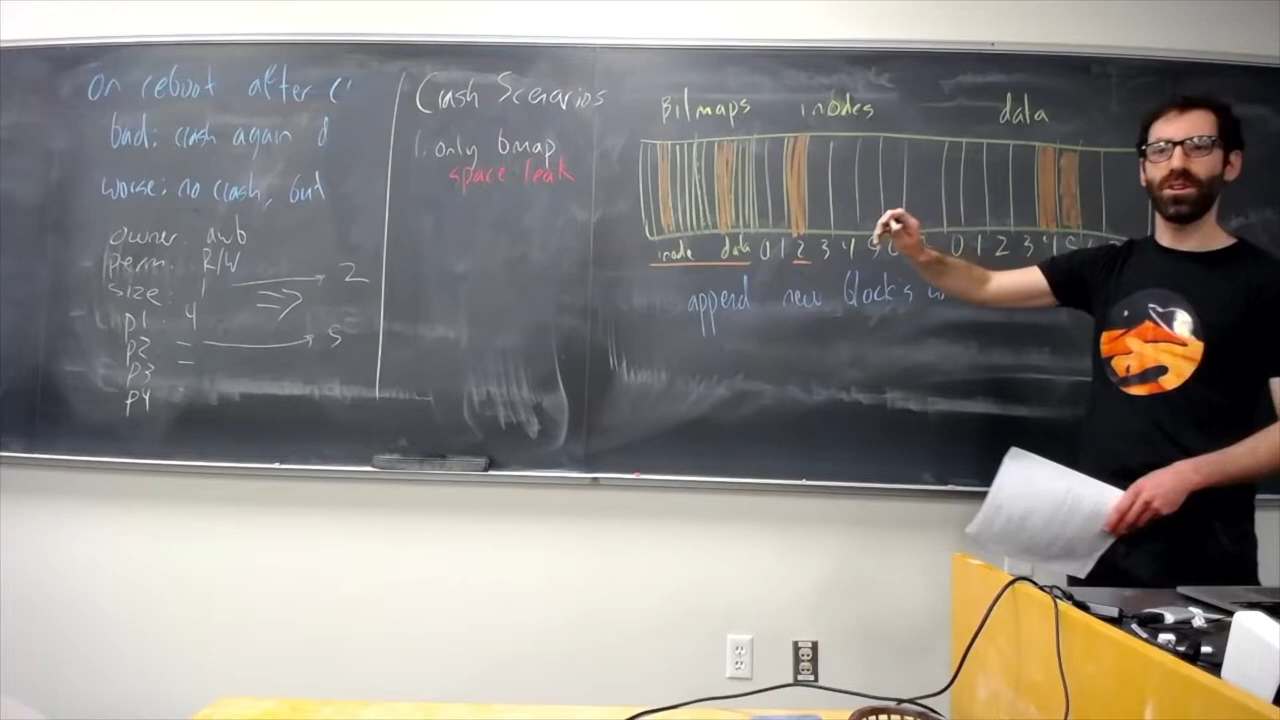 on reboot after
bad: crash again
worse: no crash, but
owner: awb
perm: R/W
size: 1 → 2
⇒
p1: 4
p2: = → 5
p3 -
p4
Crash Scenarios
1. only bmap
space leak
Bitmaps inodes data
inode data 0 1 2 3 4 5 0 1 2 3 4 5
append new blocks